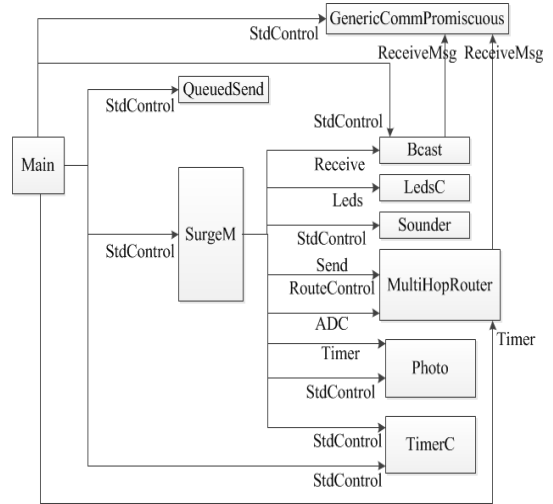 GenericCommPromiscuous
StdControl
ReceiveMsg
ReceiveMsg
QueuedSend
StdControl
StdControl
Main
Bcast
Receive
LedsC
Leds
SurgeM
Sounder
StdControl
StdControl
Send
RouteControl
MultiHopRouter
ADC
Timer
Timer
Photo
StdControl
StdControl
TimerC
StdControl